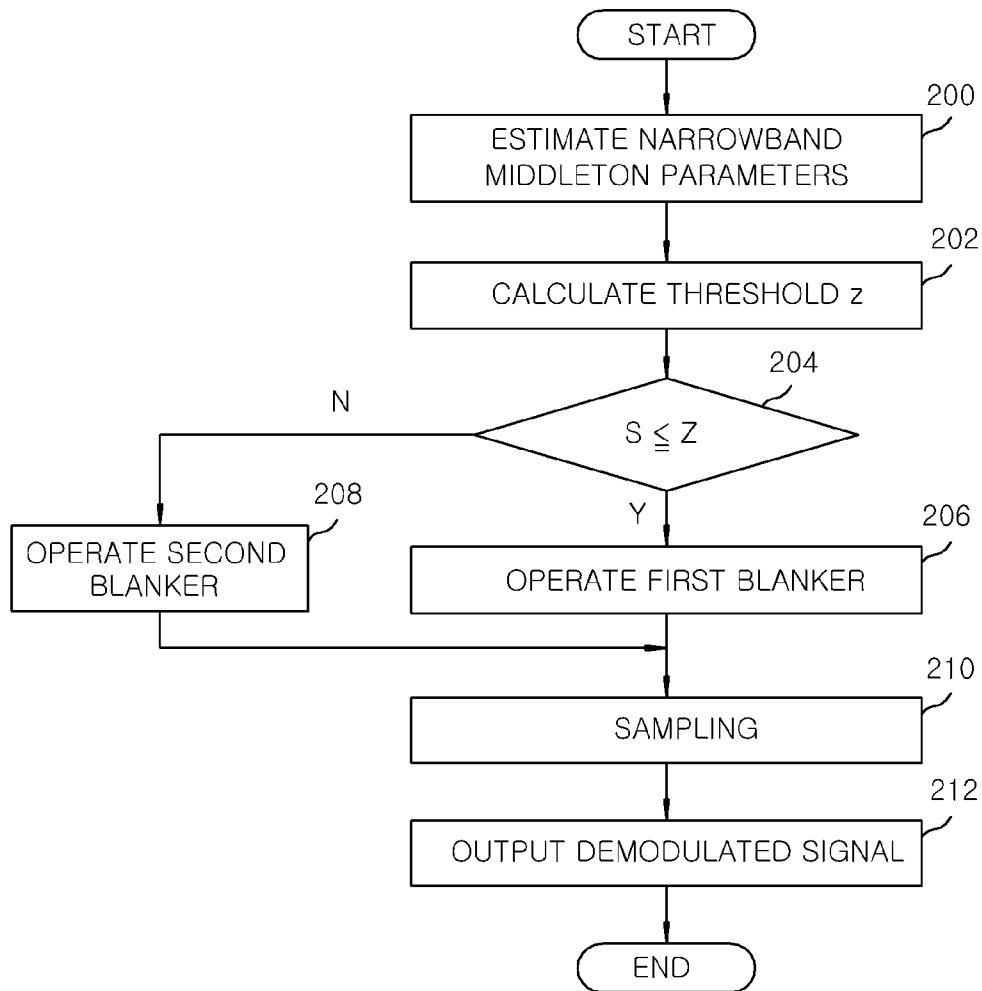 START
200
ESTIMATE NARROWBAND
MIDDLETON PARAMETERS
202
CALCULATE THRESHOLD z
204
N
S ≦ Z
208
Y
206
OPERATE SECOND
BLANKER
OPERATE FIRST BLANKER
210
SAMPLING
212
OUTPUT DEMODULATED SIGNAL
END